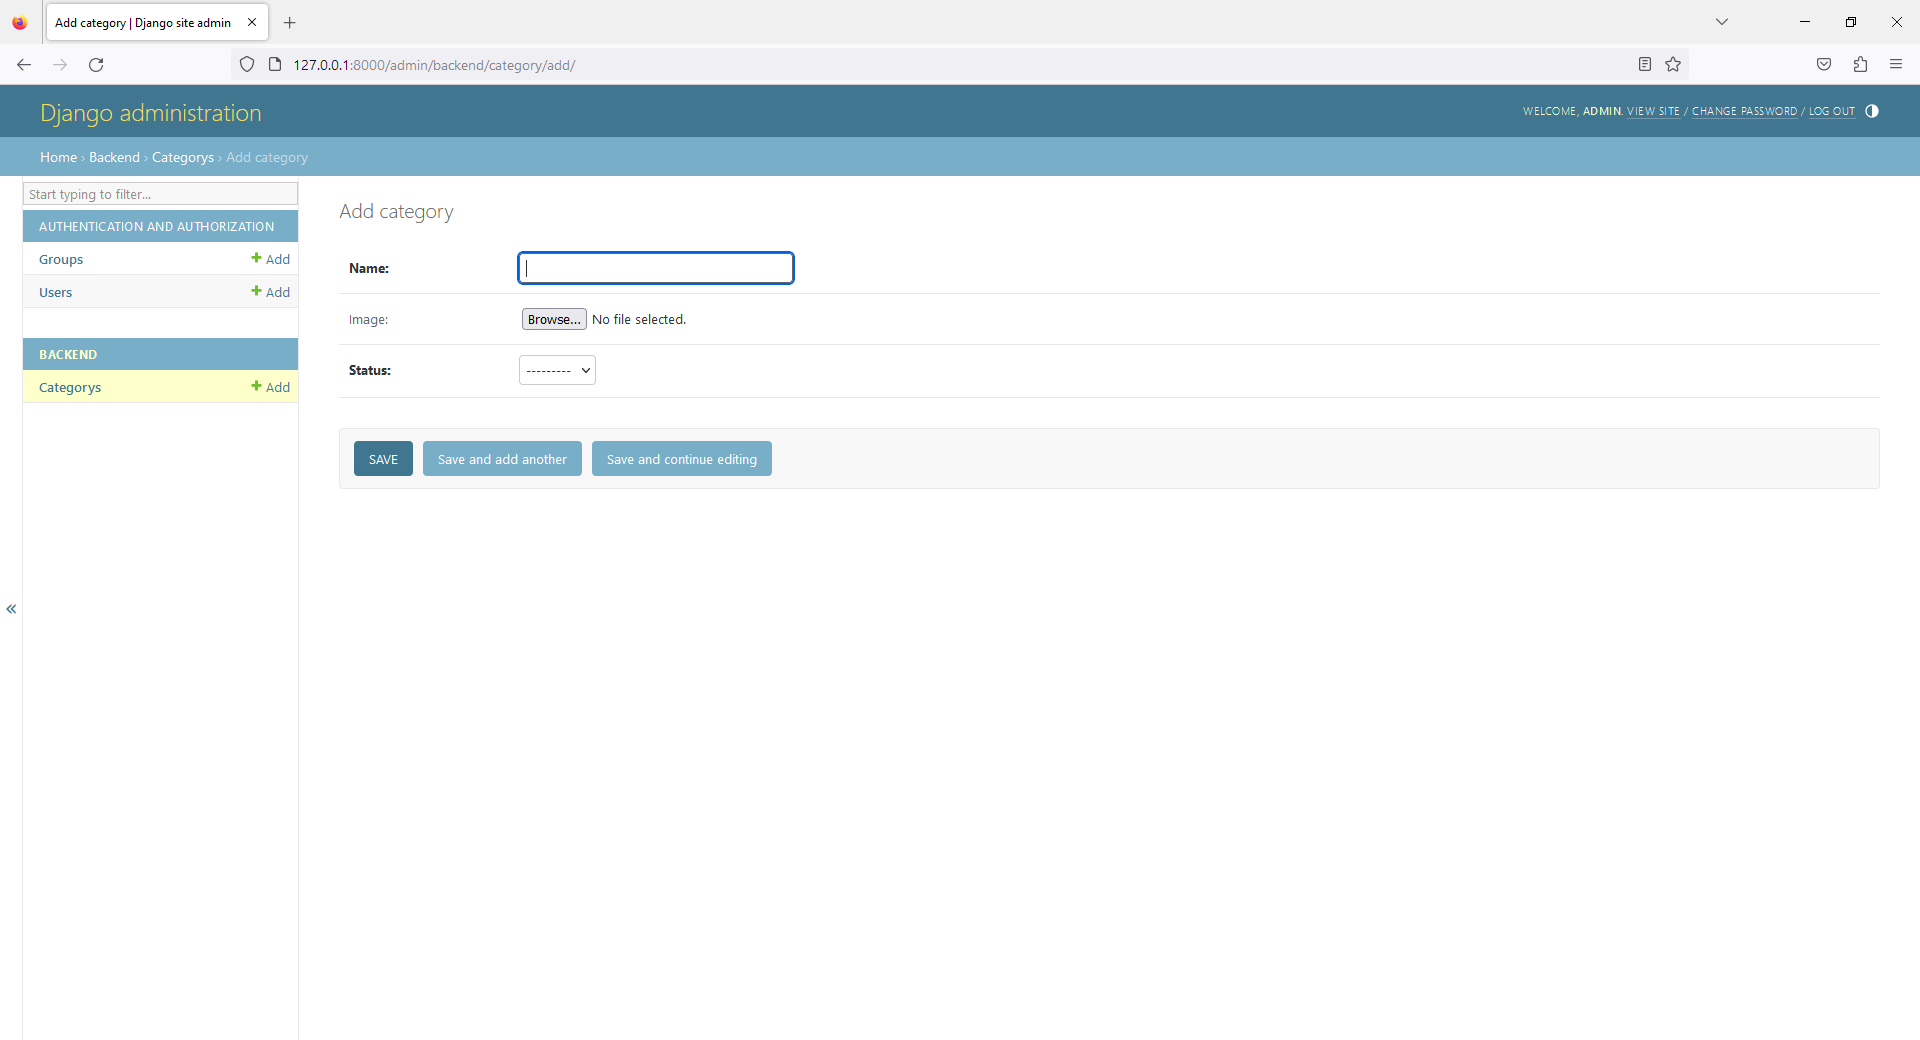 Add category | Django site admin
127.0.0.1:8000/admin/backend/category/add/
Django administration
WELCOME, ADMIN. VIEW SITE / CHANGE PASSWORD / LOG OUT
Home › Backend › Categorys › Add category
Start typing to filter...
AUTHENTICATION AND AUTHORIZATION
Groups
Add
Users
Add
BACKEND
Categorys
Add
Add category
Name:
Image:
Browse... No file selected.
Status:
---------
SAVE
Save and add another
Save and continue editing